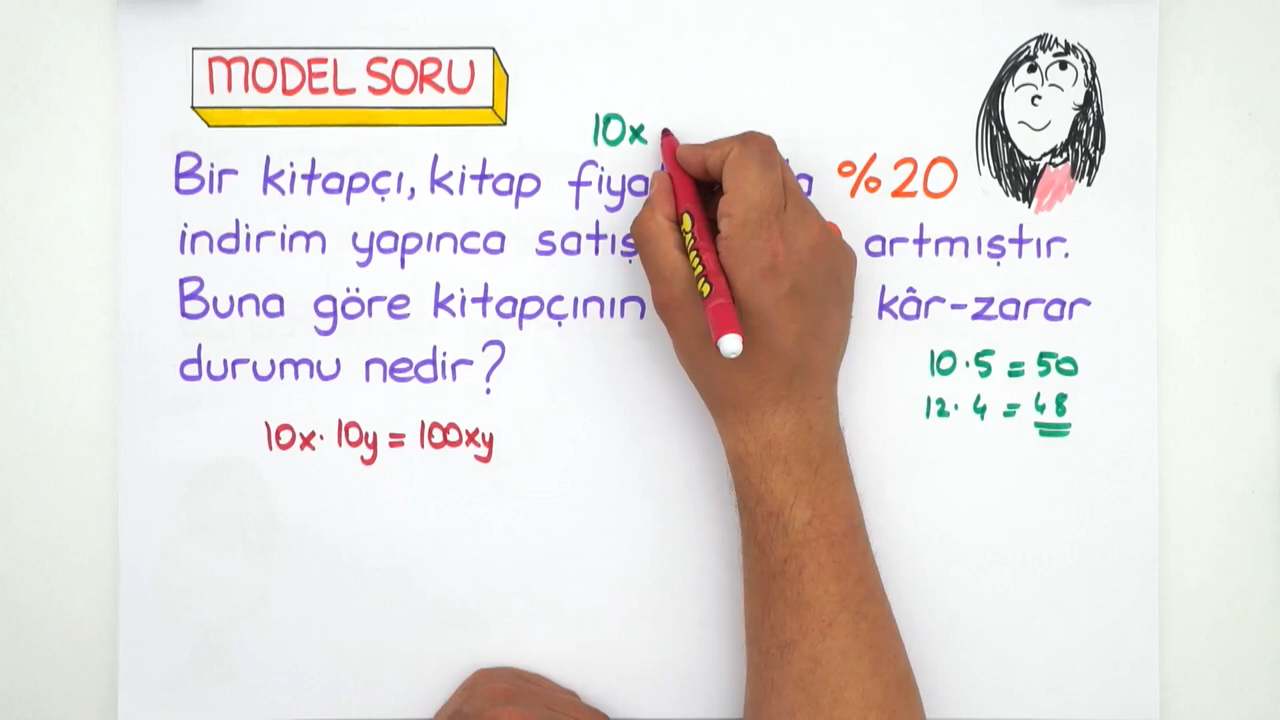 MODEL SORU
10x
Bir kitapçı, kitap %20
indirim yapınca satış artmıştır.
Buna göre kitapçının kâr-zarar
durumu nedir?
10.5 = 50
12.4 = 48
10x. 10y = 100xy